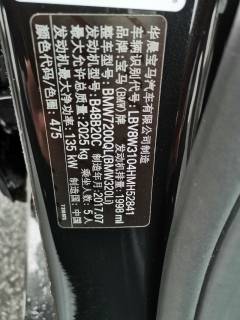 华晨宝马汽车有限公司制造
车辆识别代号:LBV8W3104HMH52841
品牌:宝马(BMW)牌 发动机排量:1998 ml
车型:BMW7200QL(BMW320Li)
发动机型号:B48B20C 制造年月:2017.07
最大允许总质量:2030 kg 乘坐人数:5人
发动机最大净功率:135 kW 制造国:中国
颜色代码/色号:475